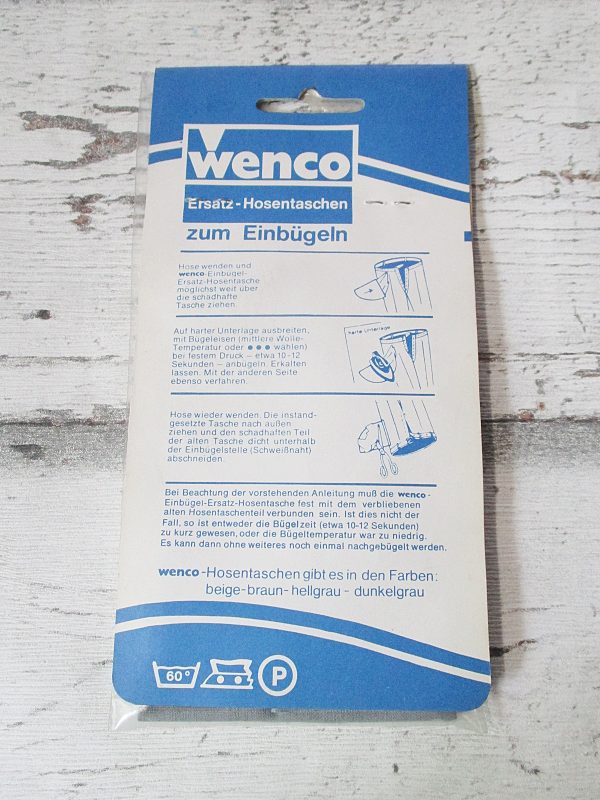 wenco
Ersatz-Hosentaschen
zum Einbügeln
Hose wenden und
wenco-Einbügel-
Ersatz-Hosentasche
möglichst weit über
die schadhafte
Tasche ziehen.
Auf harter Unterlage ausbreiten,
mit Bügeleisen (mittlere Wolle-
Temperatur oder ●●● wählen)
bei festem Druck – etwa 10-12
Sekunden – anbügeln. Erkalten
lassen. Mit der anderen Seite
ebenso verfahren.
harte Unterlage
Hose wieder wenden. Die instand-
gesetzte Tasche nach außen
ziehen und den schadhaften Teil
der alten Tasche dicht unterhalb
der Einbügelstelle (Schweißnaht)
abschneiden.
Bei Beachtung der vorstehenden Anleitung muß die wenco-
Einbügel-Ersatz-Hosentasche fest mit dem verbliebenen
alten Hosentaschenteil verbunden sein. Ist dies nicht der
Fall, so ist entweder die Bügelzeit (etwa 10-12 Sekunden)
zu kurz gewesen, oder die Bügeltemperatur war zu niedrig.
Es kann dann ohne weiteres noch einmal nachgebügelt werden.
wenco-Hosentaschen gibt es in den Farben:
beige-braun-hellgrau-dunkelgrau
60° P